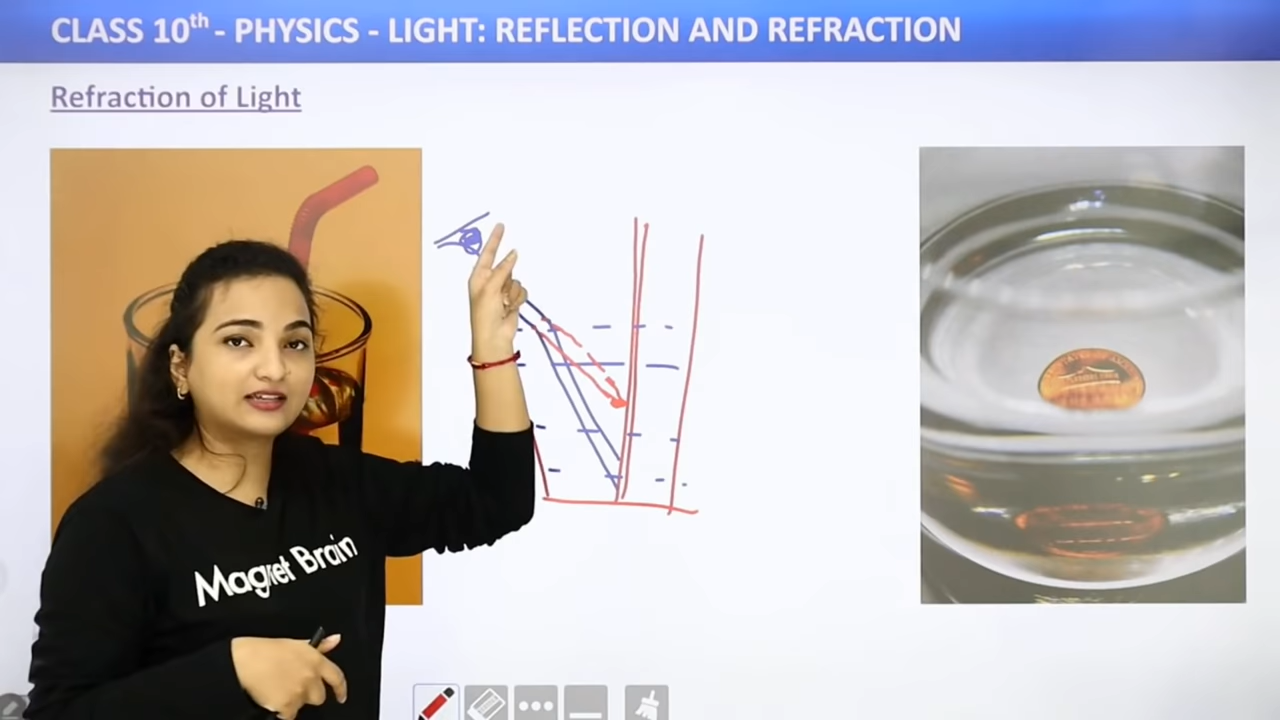 CLASS 10th - PHYSICS - LIGHT: REFLECTION AND REFRACTION
Refraction of Light
Magnet Brain